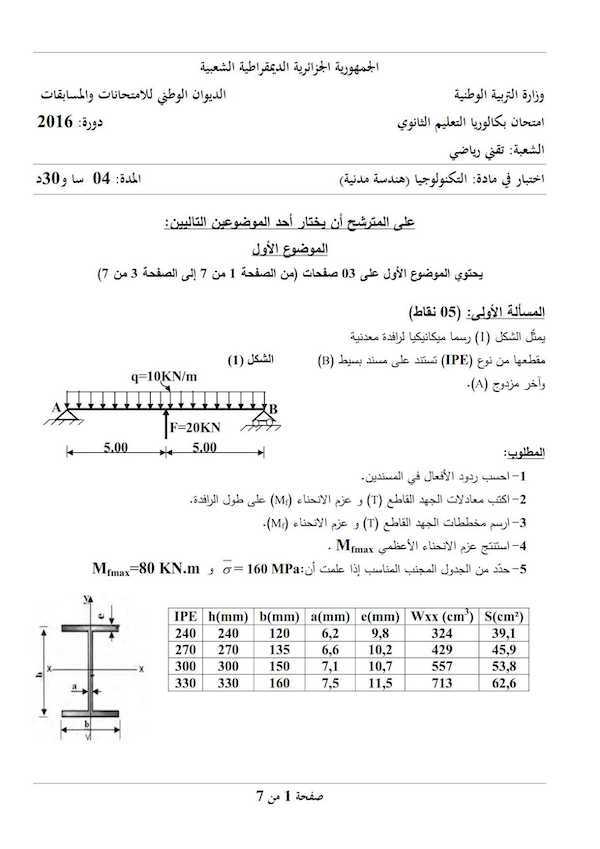 الجمهورية الجزائرية الديمقراطية الشعبية
وزارة التربية الوطنية الديوان الوطني للامتحانات والمسابقات
امتحان بكالوريا التعليم الثانوي دورة: 2016
الشعبة: تقني رياضي
اختبار في مادة: التكنولوجيا (هندسة مدنية) المدة: 04 سا و30د
على المترشح أن يختار أحد الموضوعين التاليين:
الموضوع الأول
يحتوي الموضوع الأول على 03 صفحات (من الصفحة 1 من 7 إلى الصفحة 3 من 7)
المسألة الأولى: (05 نقاط)
يمثّل الشكل (1) رسما ميكانيكيا لرافدة معدنية
مقطعها من نوع (IPE) تستند على مسند بسيط (B)
وآخر مزدوج (A).
الشكل (1)
q=10KN/m
A B
F=20KN
5.00 5.00
المطلوب:
1- احسب ردود الأفعال في المسندين.
2- اكتب معادلات الجهد القاطع (T) و عزم الانحناء (Mf) على طول الرافدة.
3- ارسم مخططات الجهد القاطع (T) و عزم الانحناء (Mf).
4- استنتج عزم الانحناء الأعظمي Mfmax .
5- حدّد من الجدول المجنب المناسب إذا علمت أن: σ̅ = 160 MPa و Mfmax=80 KN.m
y
e
h
x x
a
b
y
IPE h(mm) b(mm) a(mm) e(mm) Wxx (cm³) S(cm²)
240 240 120 6,2 9,8 324 39,1
270 270 135 6,6 10,2 429 45,9
300 300 150 7,1 10,7 557 53,8
330 330 160 7,5 11,5 713 62,6
صفحة 1 من 7